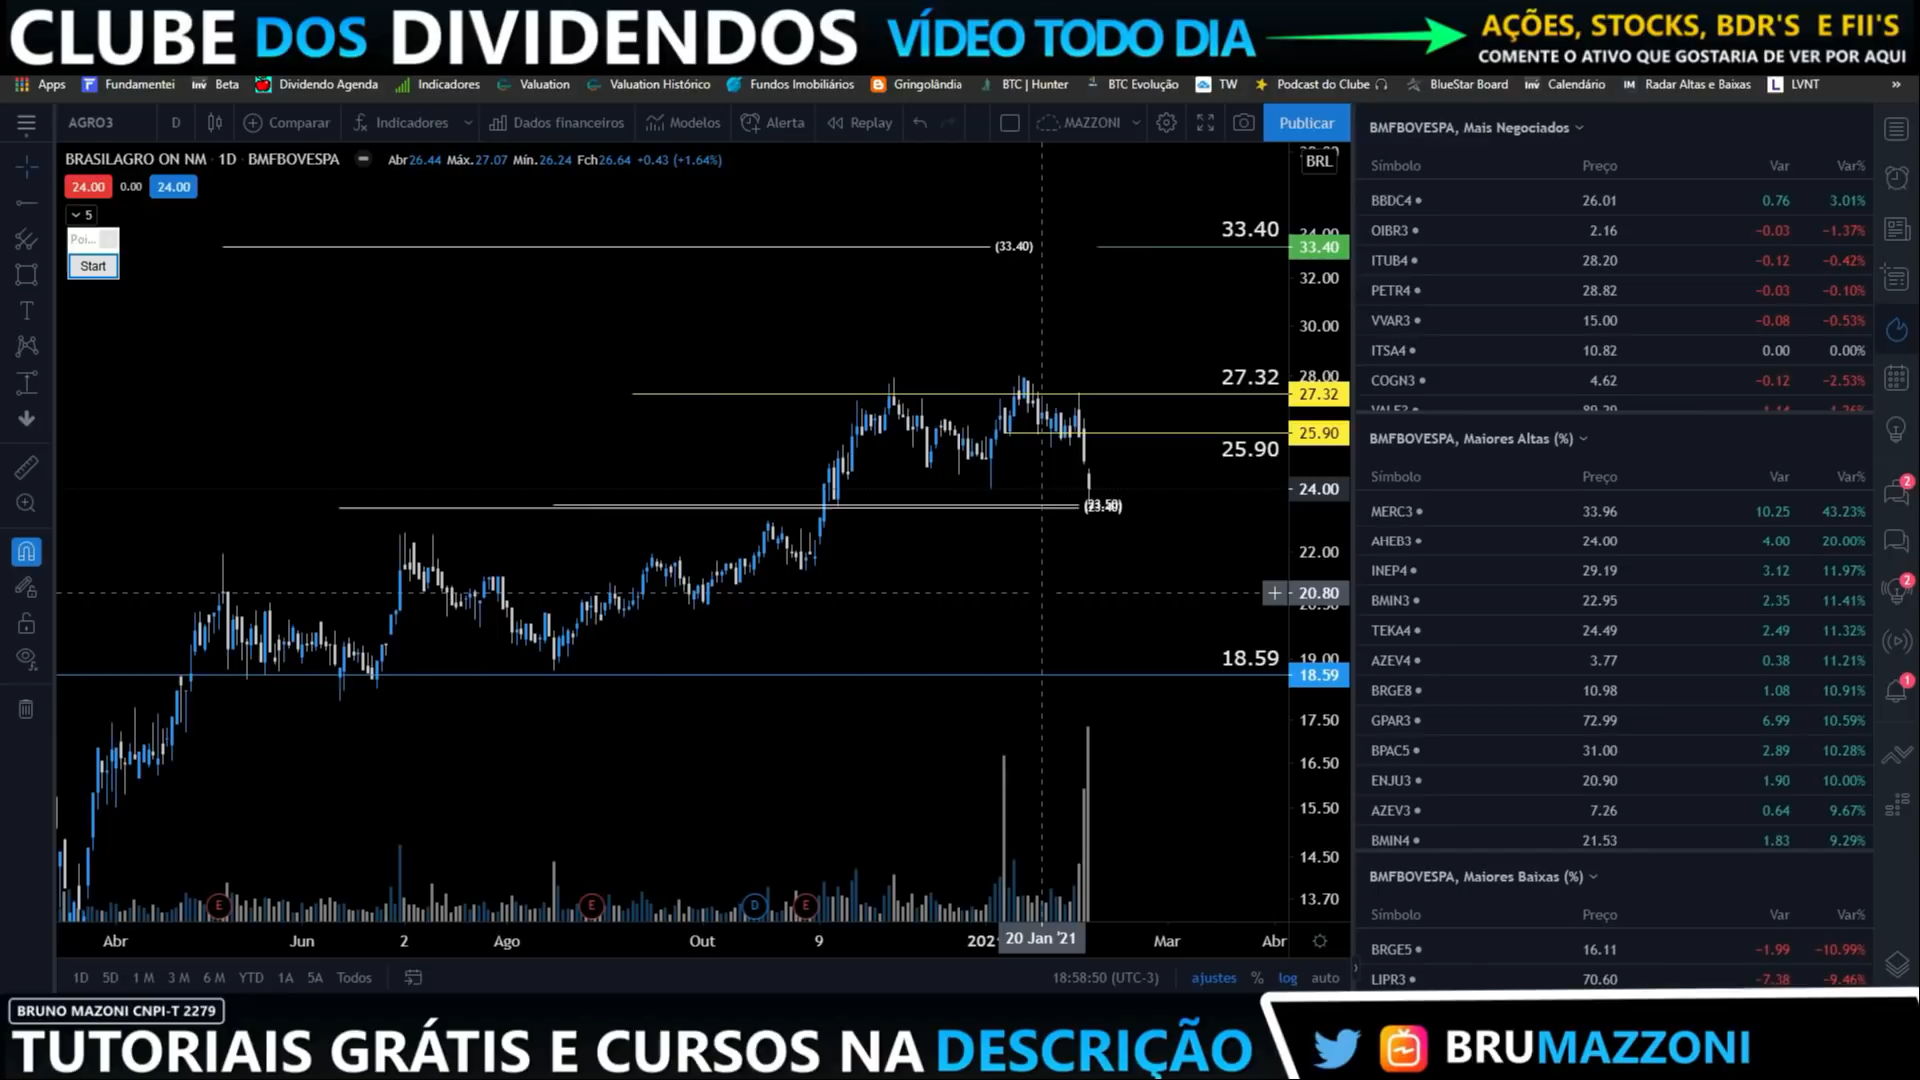 CLUBE DOS DIVIDENDOS VÍDEO TODO DIA
AÇÕES, STOCKS, BDR'S E FII'S
COMENTE O ATIVO QUE GOSTARIA DE VER POR AQUI
Apps Fundamentei Inv Beta Dividendo Agenda Indicadores Valuation Valuation Histórico Fundos Imobiliários Gringolândia BTC | Hunter BTC Evolução TW Podcast do Clube BlueStar Board Inv Calendário IM Radar Altas e Baixas L LVNT »
AGRO3 D Comparar Indicadores Dados financeiros Modelos Alerta Replay MAZZONI Publicar
BRASILAGRO ON NM 1D BMFBOVESPA Abr26.44 Máx.27.07 Mín.26.24 Fch26.64 +0.43 (+1.64%)
24.00 0.00 24.00
5
Poi...
Start
BRL
33.40
(33.40)
33.40
32.00
30.00
27.32
28.00
27.32
25.90
25.90
24.00
22.00
20.80
18.59
19.00
18.59
17.50
16.50
15.50
14.50
13.70
E E D E
Abr Jun 2 Ago Out 9 202 20 Jan '21 Mar Abr
1D 5D 1 M 3 M 6 M YTD 1A 5A Todos 18:58:50 (UTC-3) ajustes % log auto
BMFBOVESPA, Mais Negociados
Símbolo Preço Var Var%
BBDC4 26.01 0.76 3.01%
OIBR3 2.16 −0.03 −1.37%
ITUB4 28.20 −0.12 −0.42%
PETR4 28.82 −0.03 −0.10%
VVAR3 15.00 −0.08 −0.53%
ITSA4 10.82 0.00 0.00%
COGN3 4.62 −0.12 −2.53%
BMFBOVESPA, Maiores Altas (%)
Símbolo Preço Var Var%
MERC3 33.96 10.25 43.23%
AHEB3 24.00 4.00 20.00%
INEP4 29.19 3.12 11.97%
BMIN3 22.95 2.35 11.41%
TEKA4 24.49 2.49 11.32%
AZEV4 3.77 0.38 11.21%
BRGE8 10.98 1.08 10.91%
GPAR3 72.99 6.99 10.59%
BPAC5 31.00 2.89 10.28%
ENJU3 20.90 1.90 10.00%
AZEV3 7.26 0.64 9.67%
BMIN4 21.53 1.83 9.29%
BMFBOVESPA, Maiores Baixas (%)
Símbolo Preço Var Var%
BRGE5 16.11 −1.99 −10.99%
LIPR3 70.60 −7.38 −9.46%
2
2
1
BRUNO MAZONI CNPI-T 2279
TUTORIAIS GRÁTIS E CURSOS NA DESCRIÇÃO
BRUMAZZONI